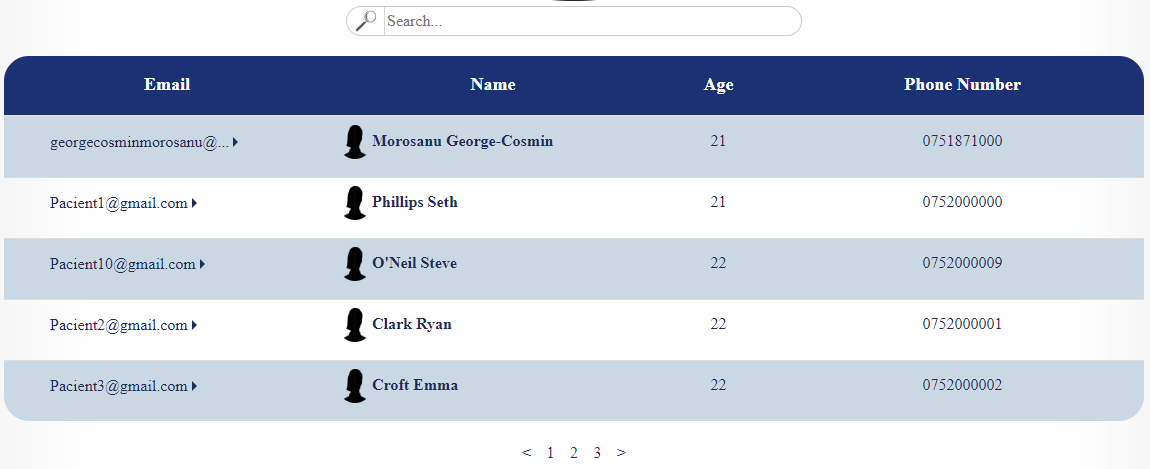 Search...
Email Name Age Phone Number
georgecosminmorosanu@... Morosanu George-Cosmin 21 0751871000
Pacient1@gmail.com Phillips Seth 21 0752000000
Pacient10@gmail.com O'Neil Steve 22 0752000009
Pacient2@gmail.com Clark Ryan 22 0752000001
Pacient3@gmail.com Croft Emma 22 0752000002
< 1 2 3 >